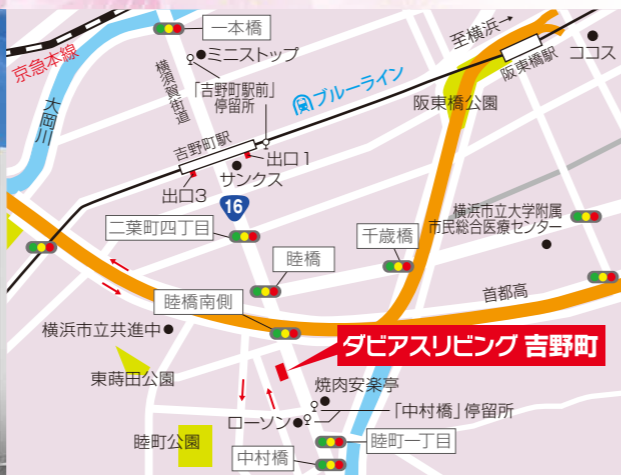 一本橋
至横浜→
ミニストップ
ココス
京急本線
横須賀街道
阪東橋駅
「吉野町駅前」
停留所
ブルーライン
大岡川
阪東橋公園
吉野町駅
出口1
サンクス
出口3
16
横浜市立大学附属
市民総合医療センター
二葉町四丁目
千歳橋
睦橋
首都高
睦橋南側
横浜市立共進中
ダビアスリビング 吉野町
東蒔田公園
焼肉安楽亭
「中村橋」停留所
ローソン
睦町公園
睦町一丁目
中村橋